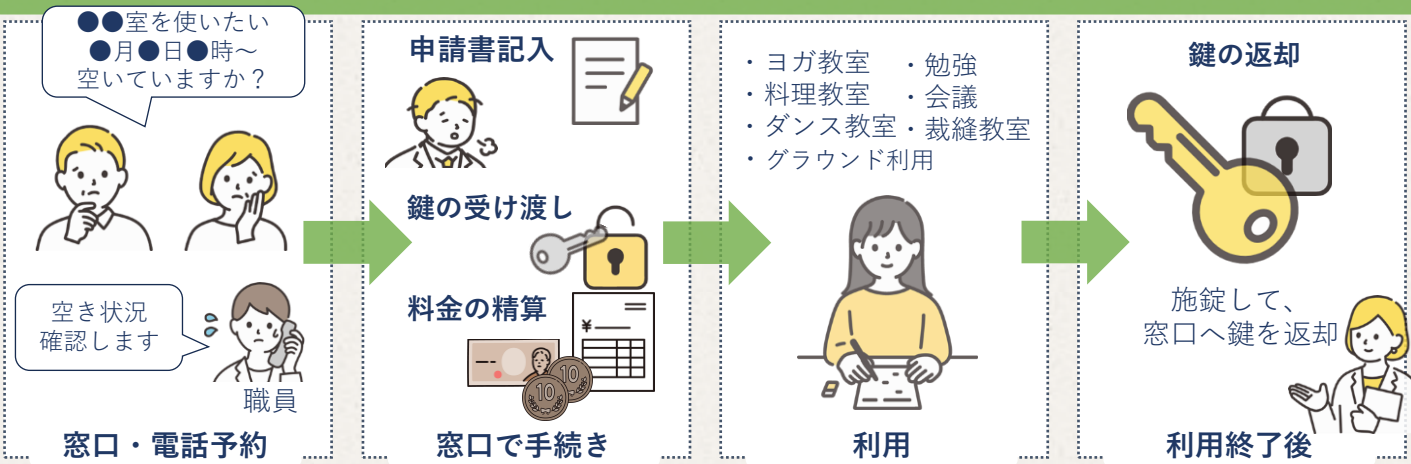 ●●室を使いたい
●月●日●時～
空いていますか？
空き状況
確認します
職員
窓口・電話予約
申請書記入
鍵の受け渡し
料金の精算
¥
10
10
窓口で手続き
・ヨガ教室
・勉強
・料理教室
・会議
・ダンス教室
・裁縫教室
・グラウンド利用
利用
鍵の返却
施錠して、
窓口へ鍵を返却
利用終了後